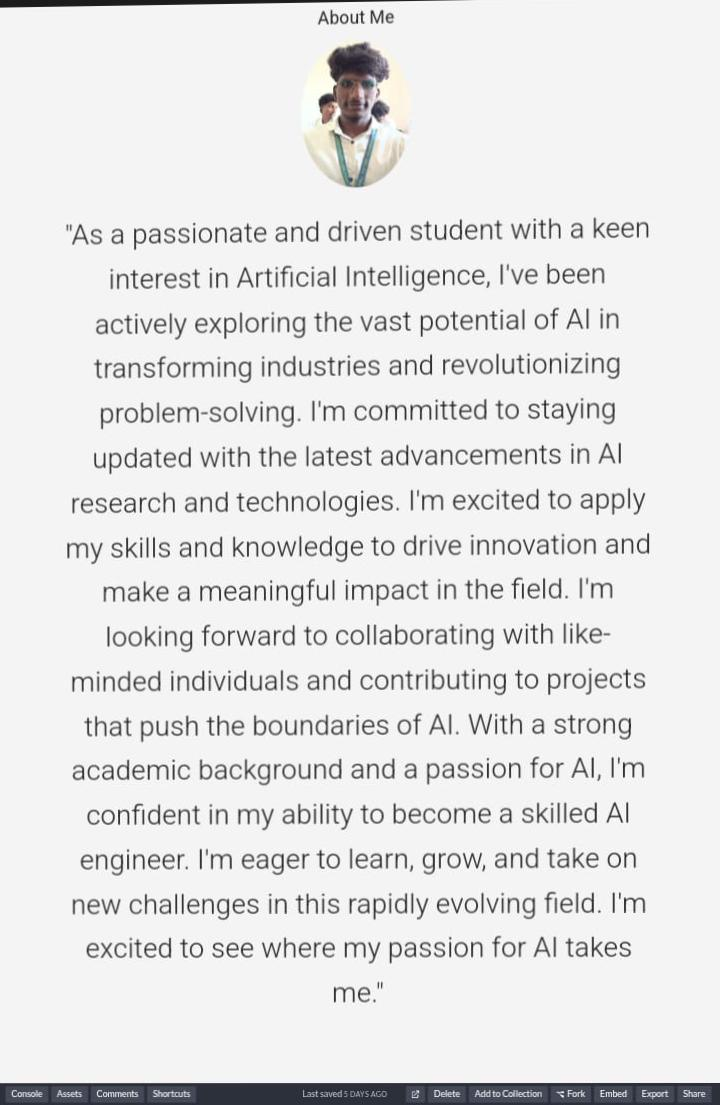 About Me
"As a passionate and driven student with a keen
interest in Artificial Intelligence, I've been
actively exploring the vast potential of AI in
transforming industries and revolutionizing
problem-solving. I'm committed to staying
updated with the latest advancements in AI
research and technologies. I'm excited to apply
my skills and knowledge to drive innovation and
make a meaningful impact in the field. I'm
looking forward to collaborating with like-
minded individuals and contributing to projects
that push the boundaries of AI. With a strong
academic background and a passion for AI, I'm
confident in my ability to become a skilled AI
engineer. I'm eager to learn, grow, and take on
new challenges in this rapidly evolving field. I'm
excited to see where my passion for AI takes
me."
Console Assets Comments Shortcuts Last saved 5 DAYS AGO Delete Add to Collection Fork Embed Export Share